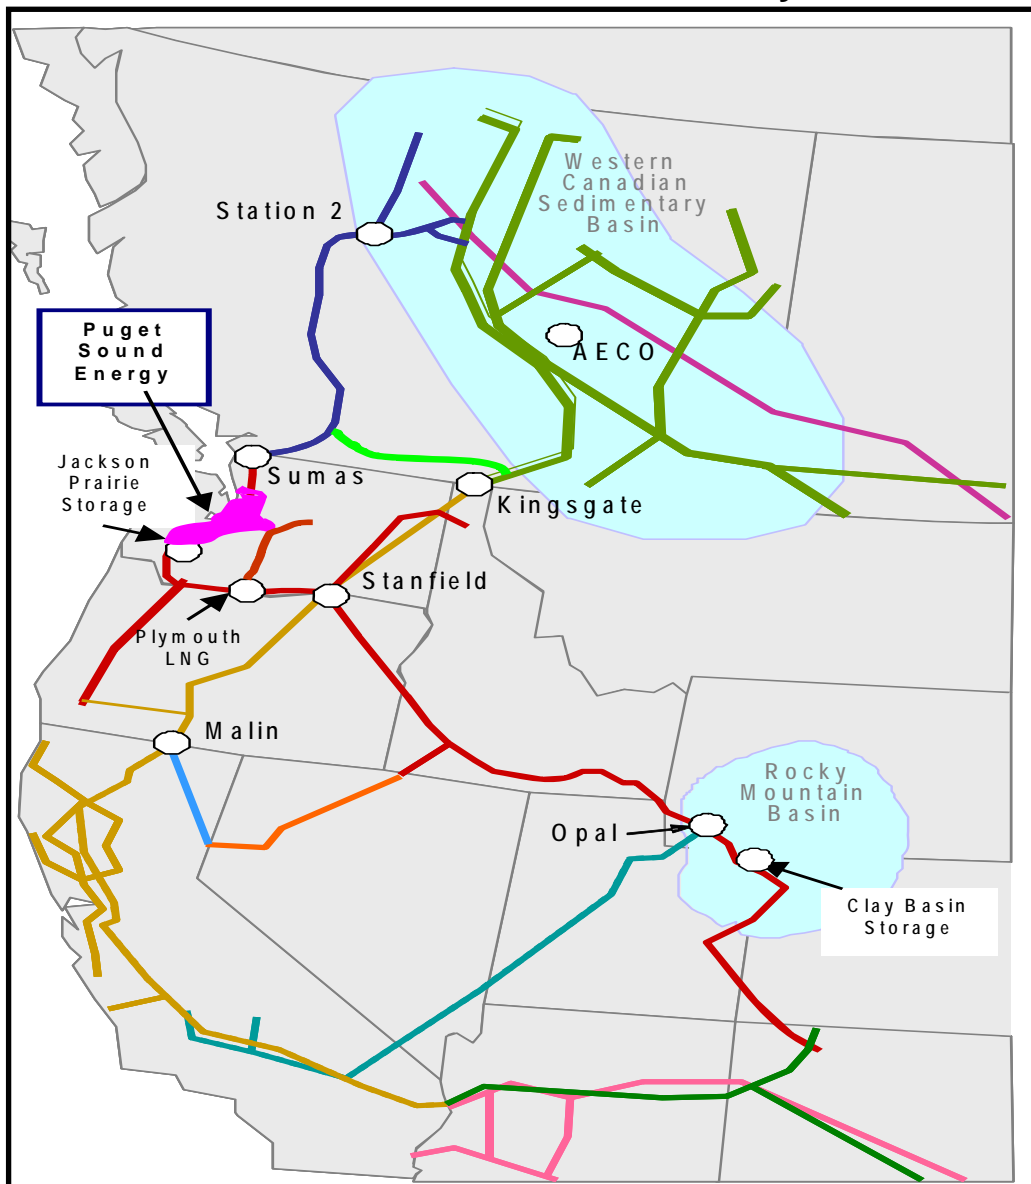 Western
Canadian
Sedimentary
Basin
Station 2
Puget
Sound
Energy
AECO
Jackson
Prairie
Storage
Sumas
Kingsgate
Stanfield
Plymouth
LNG
Malin
Rocky
Mountain
Basin
Opal
Clay Basin
Storage